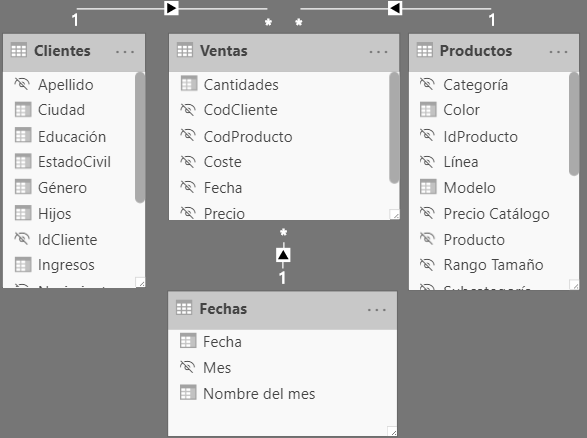 1
*
*
1
Clientes
Apellido
Ciudad
Educación
EstadoCivil
Género
Hijos
IdCliente
Ingresos
Ventas
Cantidades
CodCliente
CodProducto
Coste
Fecha
Precio
Productos
Categoría
Color
IdProducto
Línea
Modelo
Precio Catálogo
Producto
Rango Tamaño
Subcategoría
*
1
Fechas
Fecha
Mes
Nombre del mes